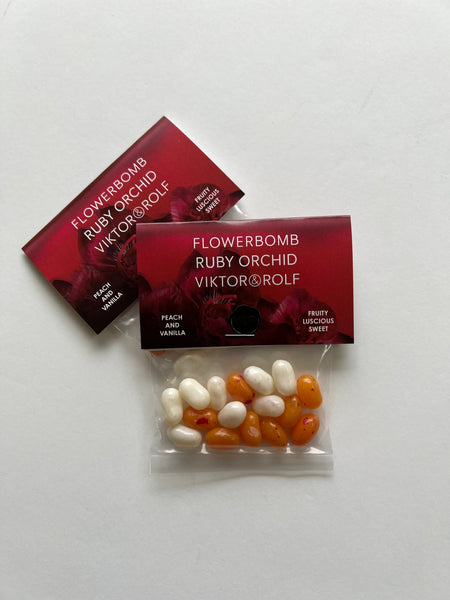 FLOWERBOMB
RUBY ORCHID
VIKTOR&ROLF
PEACH
AND
VANILLA
FRUITY
LUSCIOUS
SWEET
FLOWERBOMB
RUBY ORCHID
VIKTOR&ROLF
PEACH
AND
VANILLA
FRUITY
LUSCIOUS
SWEET